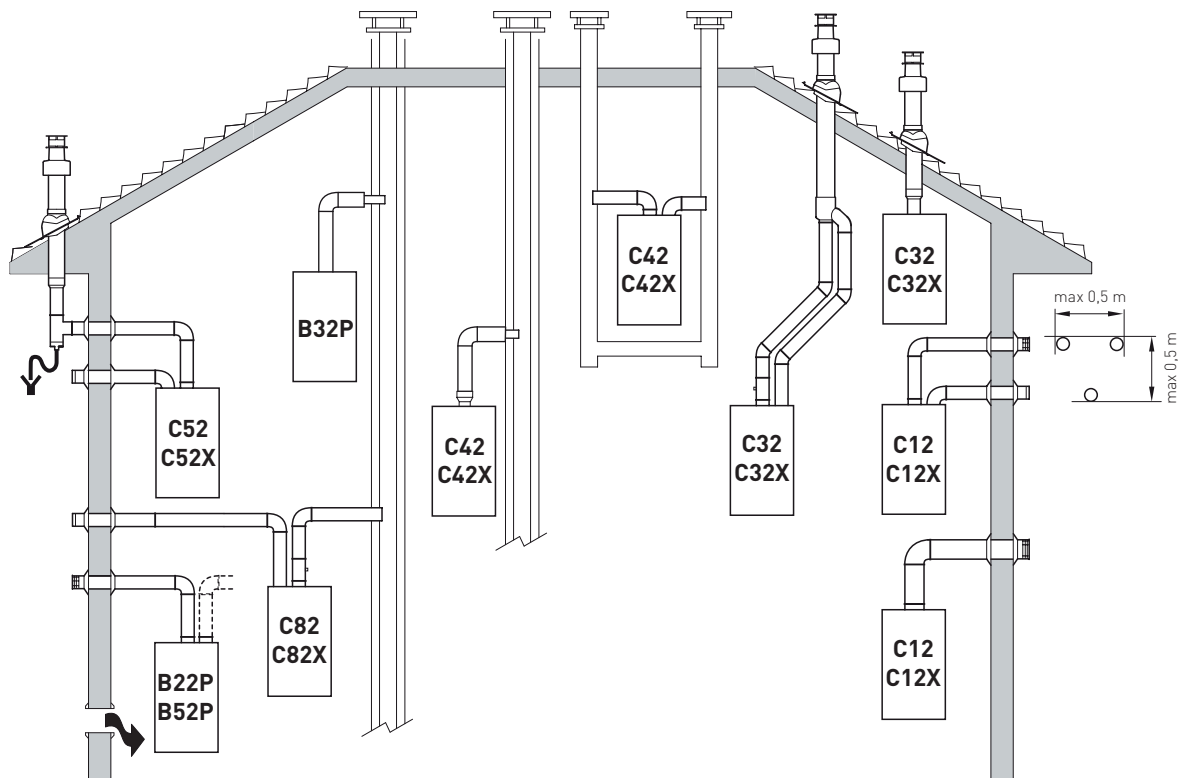 C42
C42X
C32
C32X
B32P
max 0,5 m
max 0,5 m
C52
C52X
C42
C42X
C32
C32X
C12
C12X
C82
C82X
B22P
B52P
C12
C12X